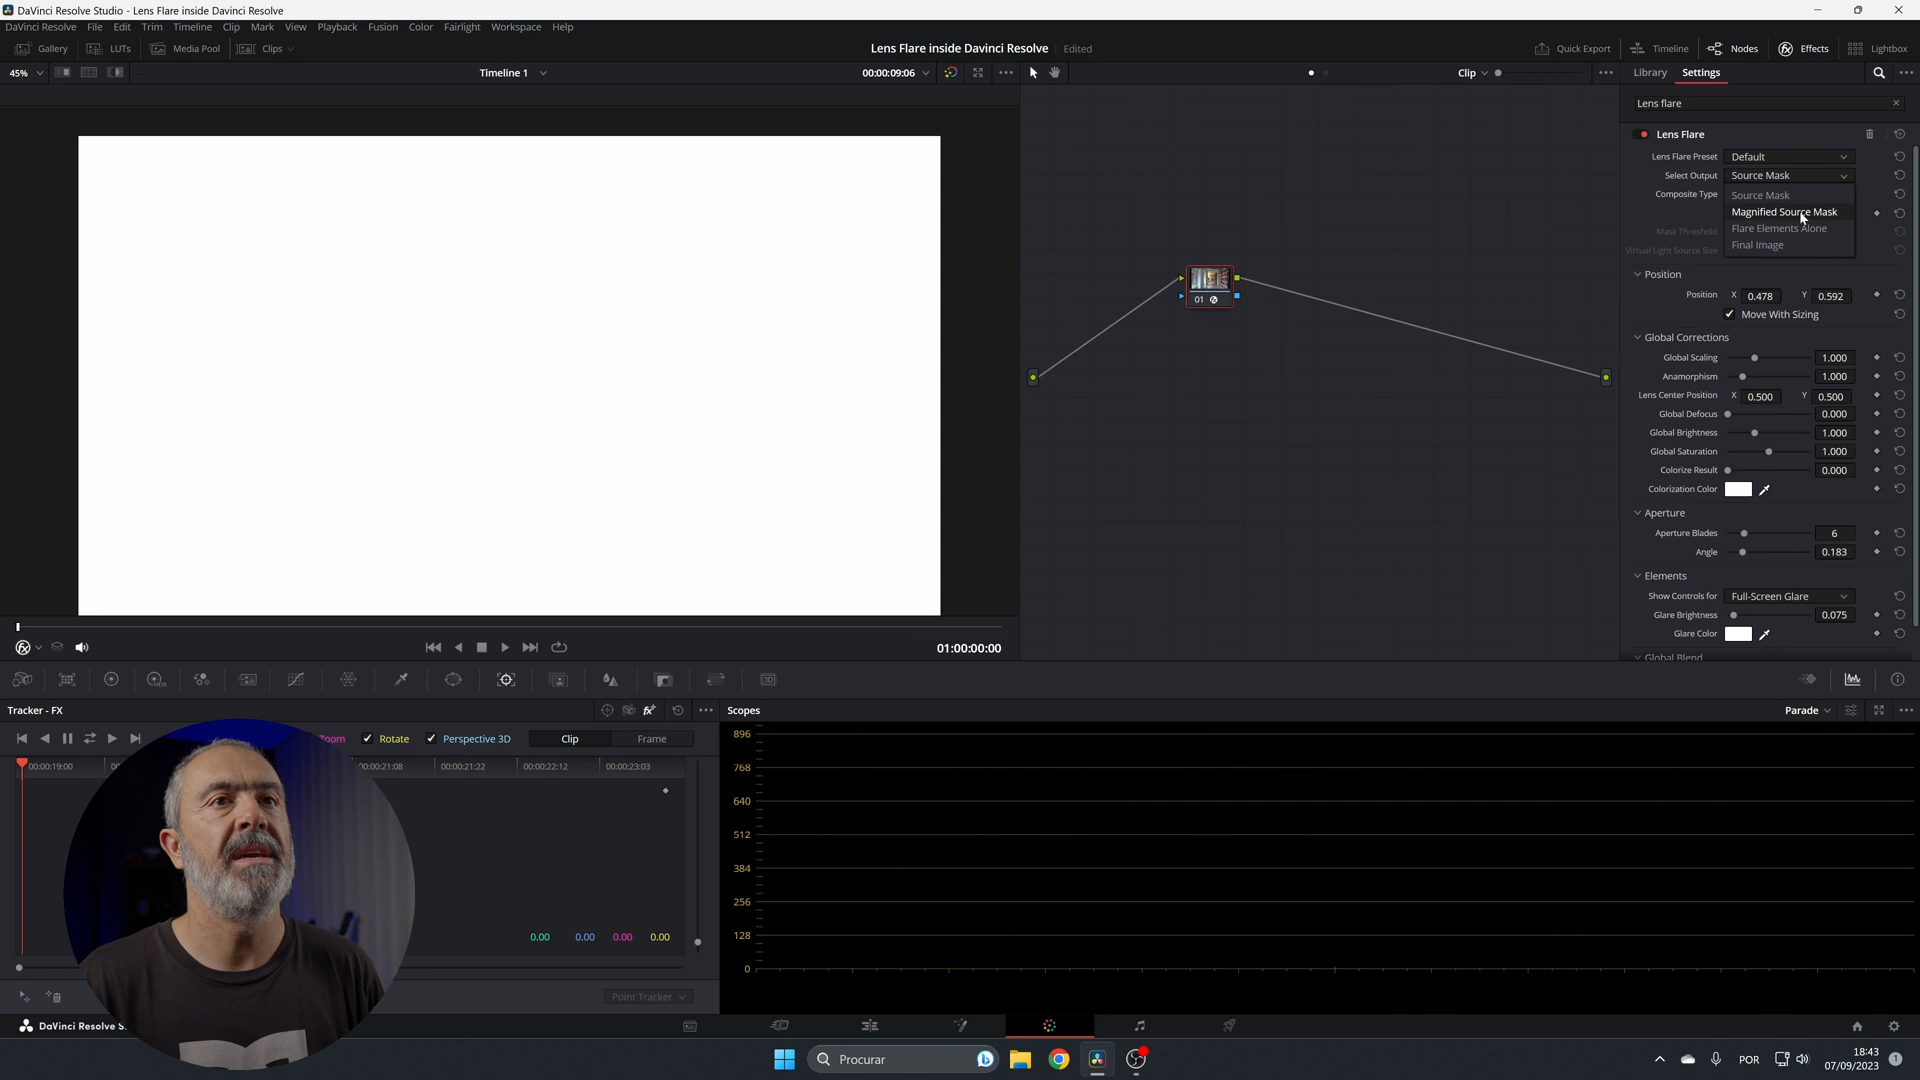 DaVinci Resolve Studio - Lens Flare inside Davinci Resolve
DaVinci Resolve File Edit Trim Timeline Clip Mark View Playback Fusion Color Fairlight Workspace Help
Gallery LUTs Media Pool Clips Lens Flare inside Davinci Resolve Edited Quick Export Timeline Nodes Effects Lightbox
45% Timeline 1 00:00:09:06 Clip Library Settings
Lens flare
Lens Flare
Lens Flare Preset Default
Select Output Source Mask
Composite Type Source Mask
Magnified Source Mask
Mask Threshold Flare Elements Alone
Virtual Light Source Size Final Image
Position
Position X 0.478 Y 0.592
Move With Sizing
Global Corrections
Global Scaling 1.000
Anamorphism 1.000
Lens Center Position X 0.500 Y 0.500
Global Defocus 0.000
Global Brightness 1.000
Global Saturation 1.000
Colorize Result 0.000
Colorization Color
Aperture
Aperture Blades 6
Angle 0.183
Elements
Show Controls for Full-Screen Glare
Glare Brightness 0.075
Glare Color
Global Blend
01
01:00:00:00
HDR
3D
Tracker - FX
Zoom Rotate Perspective 3D Clip Frame
00:00:19:00 00:00:21:08 00:00:21:22 00:00:22:12 00:00:23:03
0.00 0.00 0.00 0.00
Point Tracker
Scopes Parade
896
768
640
512
384
256
128
0
DaVinci Resolve S
Procurar
POR
18:43
07/09/2023
1